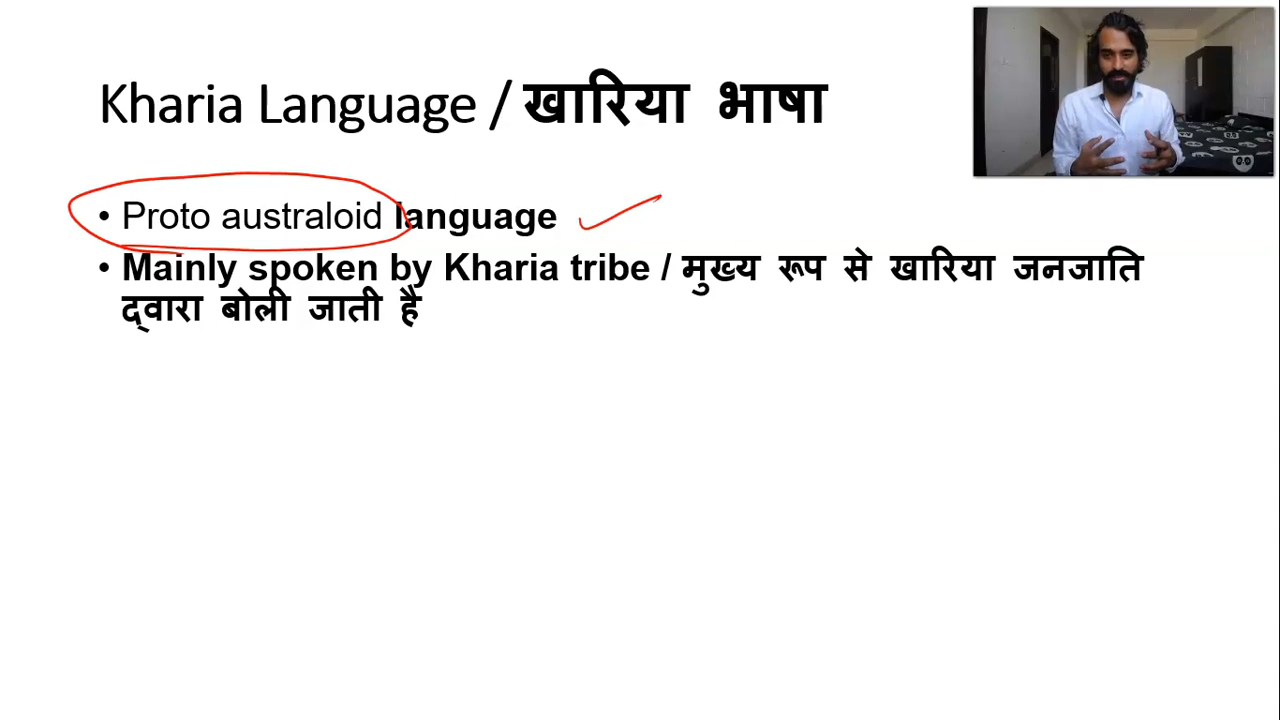 Kharia Language / खारिया भाषा
• Proto australoid language
• Mainly spoken by Kharia tribe / मुख्य रूप से खारिया जनजाति
द्वारा बोली जाती है